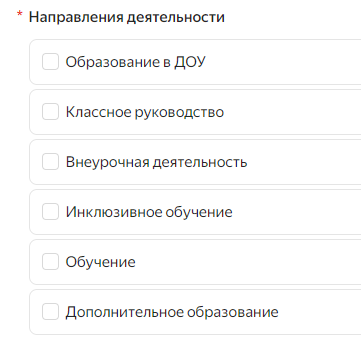 * Направления деятельности
Образование в ДОУ
Классное руководство
Внеурочная деятельность
Инклюзивное обучение
Обучение
Дополнительное образование